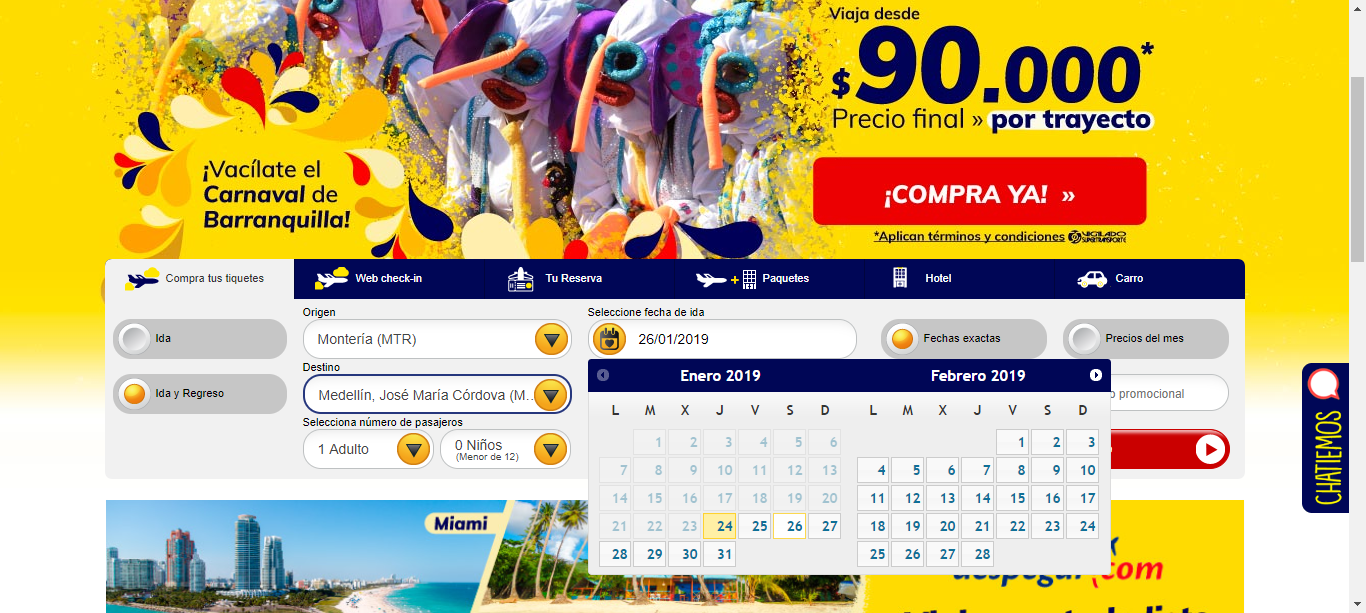 Viaja desde
$90.000*
Precio final » por trayecto
¡Vacílate el
Carnaval de
Barranquilla!
¡COMPRA YA! »
*Aplican términos y condiciones VIGILADO SUPERTRANSPORTE
Compra tus tiquetes Web check-in Tu Reserva Paquetes Hotel Carro
Origen Seleccione fecha de ida
Ida Montería (MTR) 26/01/2019 Fechas exactas Precios del mes
Destino
Ida y Regreso Medellín, José María Córdova (M... promocional
Selecciona número de pasajeros
1 Adulto 0 Niños
(Menor de 12)
Enero 2019 Febrero 2019
L M X J V S D L M X J V S D
1 2 3 4 5 6 1 2 3
7 8 9 10 11 12 13 4 5 6 7 8 9 10
14 15 16 17 18 19 20 11 12 13 14 15 16 17
21 22 23 24 25 26 27 18 19 20 21 22 23 24
28 29 30 31 25 26 27 28
CHATIEMOS
Miami
despegar.com